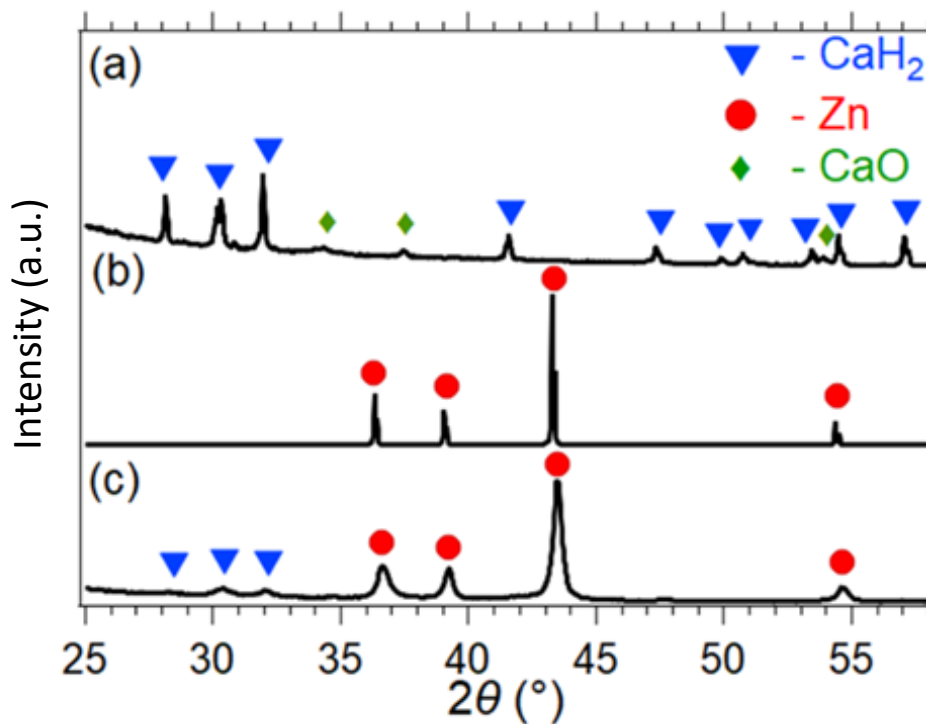 (a)
- CaH₂
- Zn
- CaO
(b)
(c)
Intensity (a.u.)
25 30 35 40 45 50 55
2θ (°)